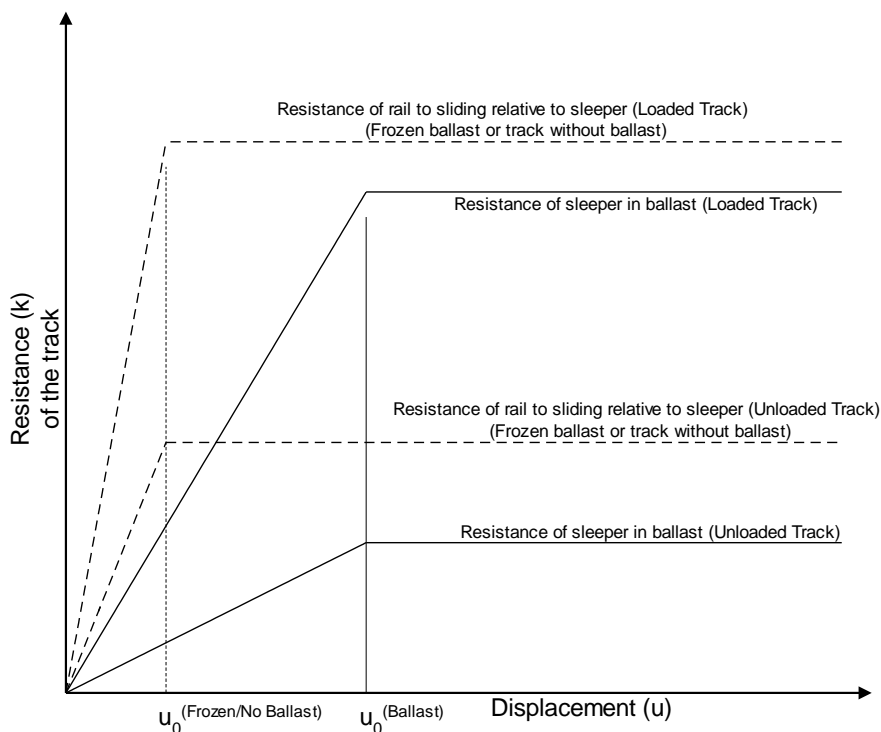 Resistance of rail to sliding relative to sleeper (Loaded Track)
(Frozen ballast or track without ballast)
Resistance of sleeper in ballast (Loaded Track)
Resistance (k)
of the track
Resistance of rail to sliding relative to sleeper (Unloaded Track)
(Frozen ballast or track without ballast)
Resistance of sleeper in ballast (Unloaded Track)
u0(Frozen/No Ballast)
u0(Ballast)
Displacement (u)